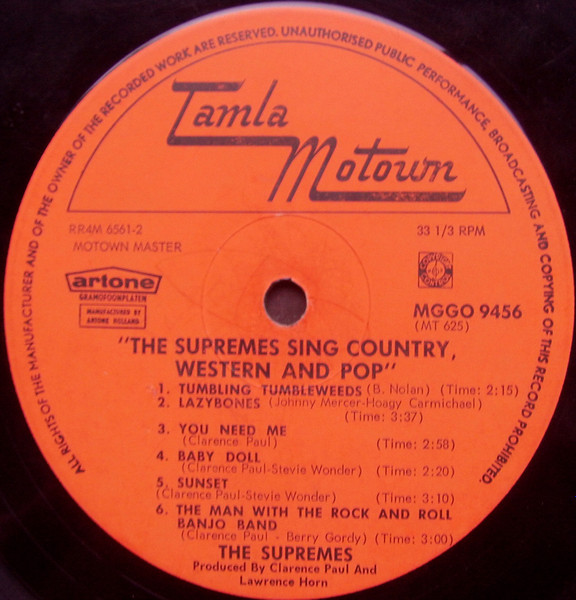 ALL RIGHTS OF THE MANUFACTURER AND OF THE OWNER OF THE RECORDED WORK ARE RESERVED. UNAUTHORISED PUBLIC PERFORMANCE, BROADCASTING AND COPYING OF THIS RECORD PROHIBITED.
Tamla
Motown
RR4M 6561-2
33 1/3 RPM
MOTOWN MASTER
artone
GRAMOFOONPLATEN
MANUFACTURED BY
ARTONE HOLLAND
MGGO 9456
(MT 625)
"THE SUPREMES SING COUNTRY,
WESTERN AND POP"
1. TUMBLING TUMBLEWEEDS (B. Nolan) (Time: 2:15)
2. LAZYBONES (Johnny Mercer-Hoagy Carmichael)
(Time: 3:37)
3. YOU NEED ME
(Clarence Paul) (Time: 2:58)
4. BABY DOLL
(Clarence Paul-Stevie Wonder) (Time: 2:20)
5. SUNSET
(Clarence Paul-Stevie Wonder) (Time: 3:10)
6. THE MAN WITH THE ROCK AND ROLL
BANJO BAND
(Clarence Paul - Berry Gordy) (Time: 3:00)
THE SUPREMES
Produced By Clarence Paul And
Lawrence Horn